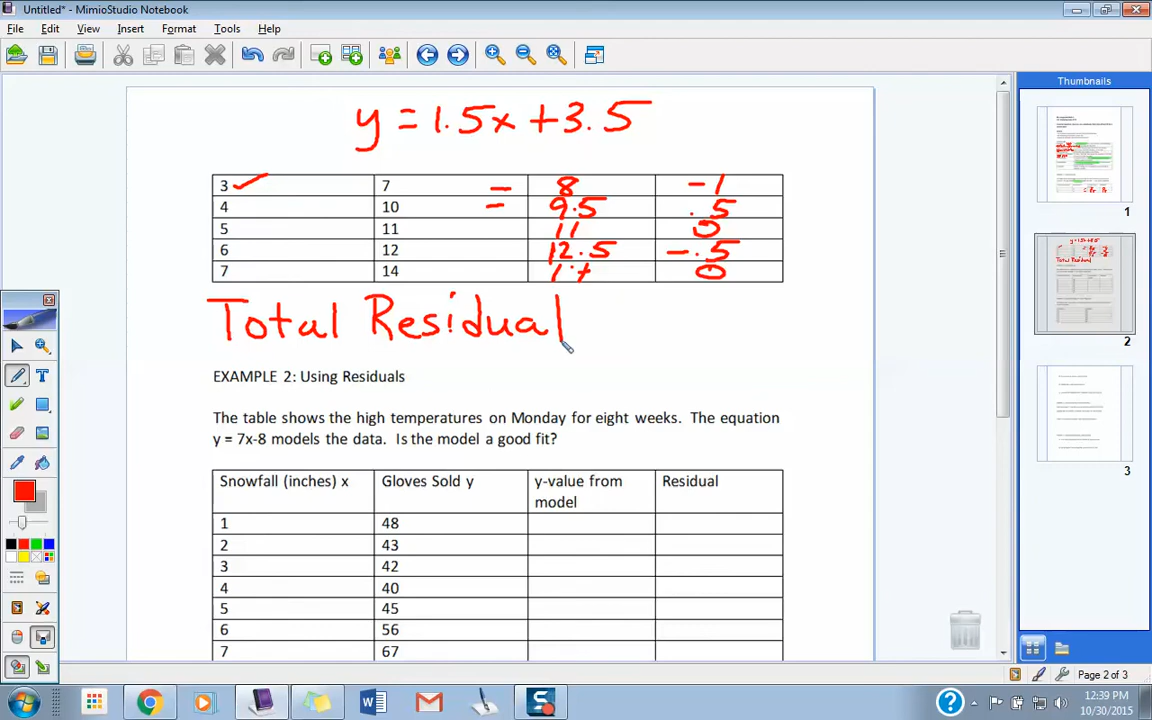 Untitled* - MimioStudio Notebook
File Edit View Insert Format Tools Help
Thumbnails
y = 1.5x + 3.5
3 7 = 8 -1
4 10 = 9.5 .5
5 11 11 0
6 12 12.5 -.5
7 14 0
Total Residual
EXAMPLE 2: Using Residuals
The table shows the high temperatures on Monday for eight weeks. The equation
y = 7x-8 models the data. Is the model a good fit?
Snowfall (inches) x Gloves Sold y y-value from model Residual
1 48
2 43
3 42
4 40
5 45
6 56
7 67
1
2
3
Page 2 of 3
12:39 PM
10/30/2015